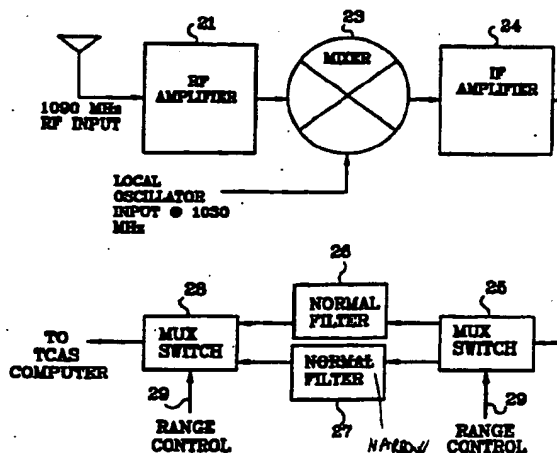 21
23
24
RF
AMPLIFIER
MIXER
IF
AMPLIFIER
1090 MHz
RF INPUT
LOCAL
OSCILLATOR
INPUT @ 1030
MHz
26
28
25
NORMAL
FILTER
MUX
SWITCH
MUX
SWITCH
NORMAL
FILTER
TO
TCAS
COMPUTER
29
29
RANGE
CONTROL
27
NARROW
RANGE
CONTROL